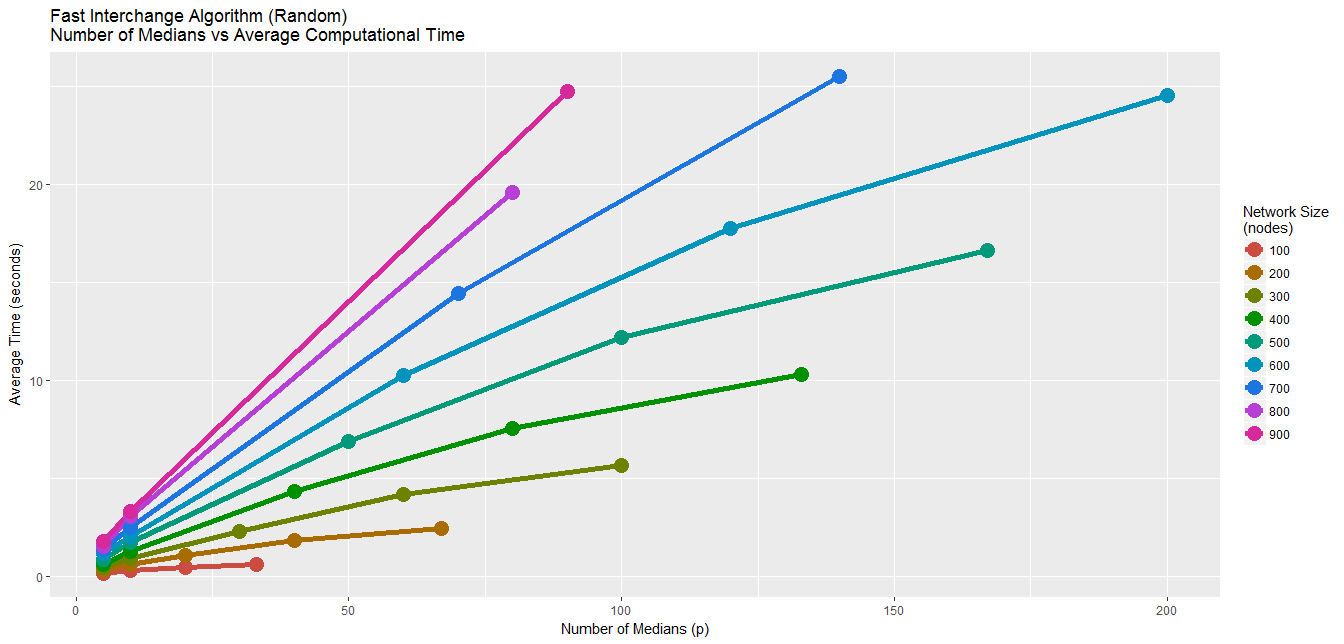 Fast Interchange Algorithm (Random)
Number of Medians vs Average Computational Time
Average Time (seconds)
20
10
0
0
50
100
150
200
Number of Medians (p)
Network Size
(nodes)
100
200
300
400
500
600
700
800
900